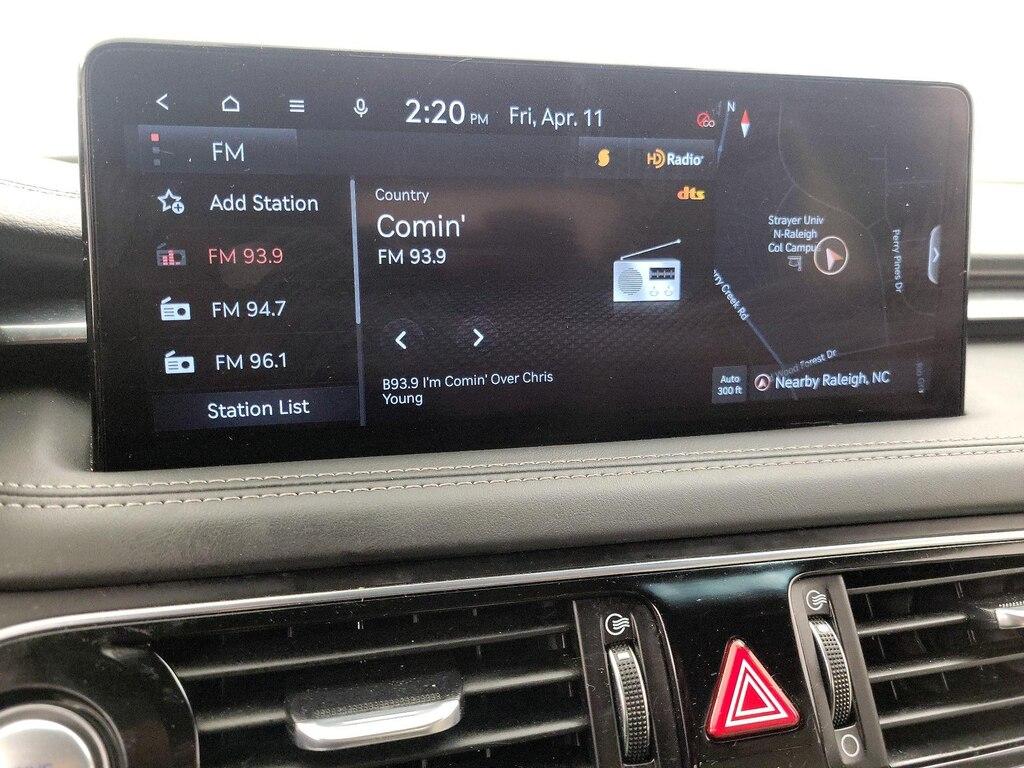 2:20 PM Fri, Apr. 11
N
FM
HD Radio
Add Station
Country
dts
Comin'
FM 93.9
FM 93.9
FM 94.7
FM 96.1
Station List
B93.9 I'm Comin' Over Chris
Young
Strayer Univ
N-Raleigh
Col Campu
Perry Pines Dr
Creek Rd
Wood Forest Dr
Auto
300 ft
Nearby Raleigh, NC